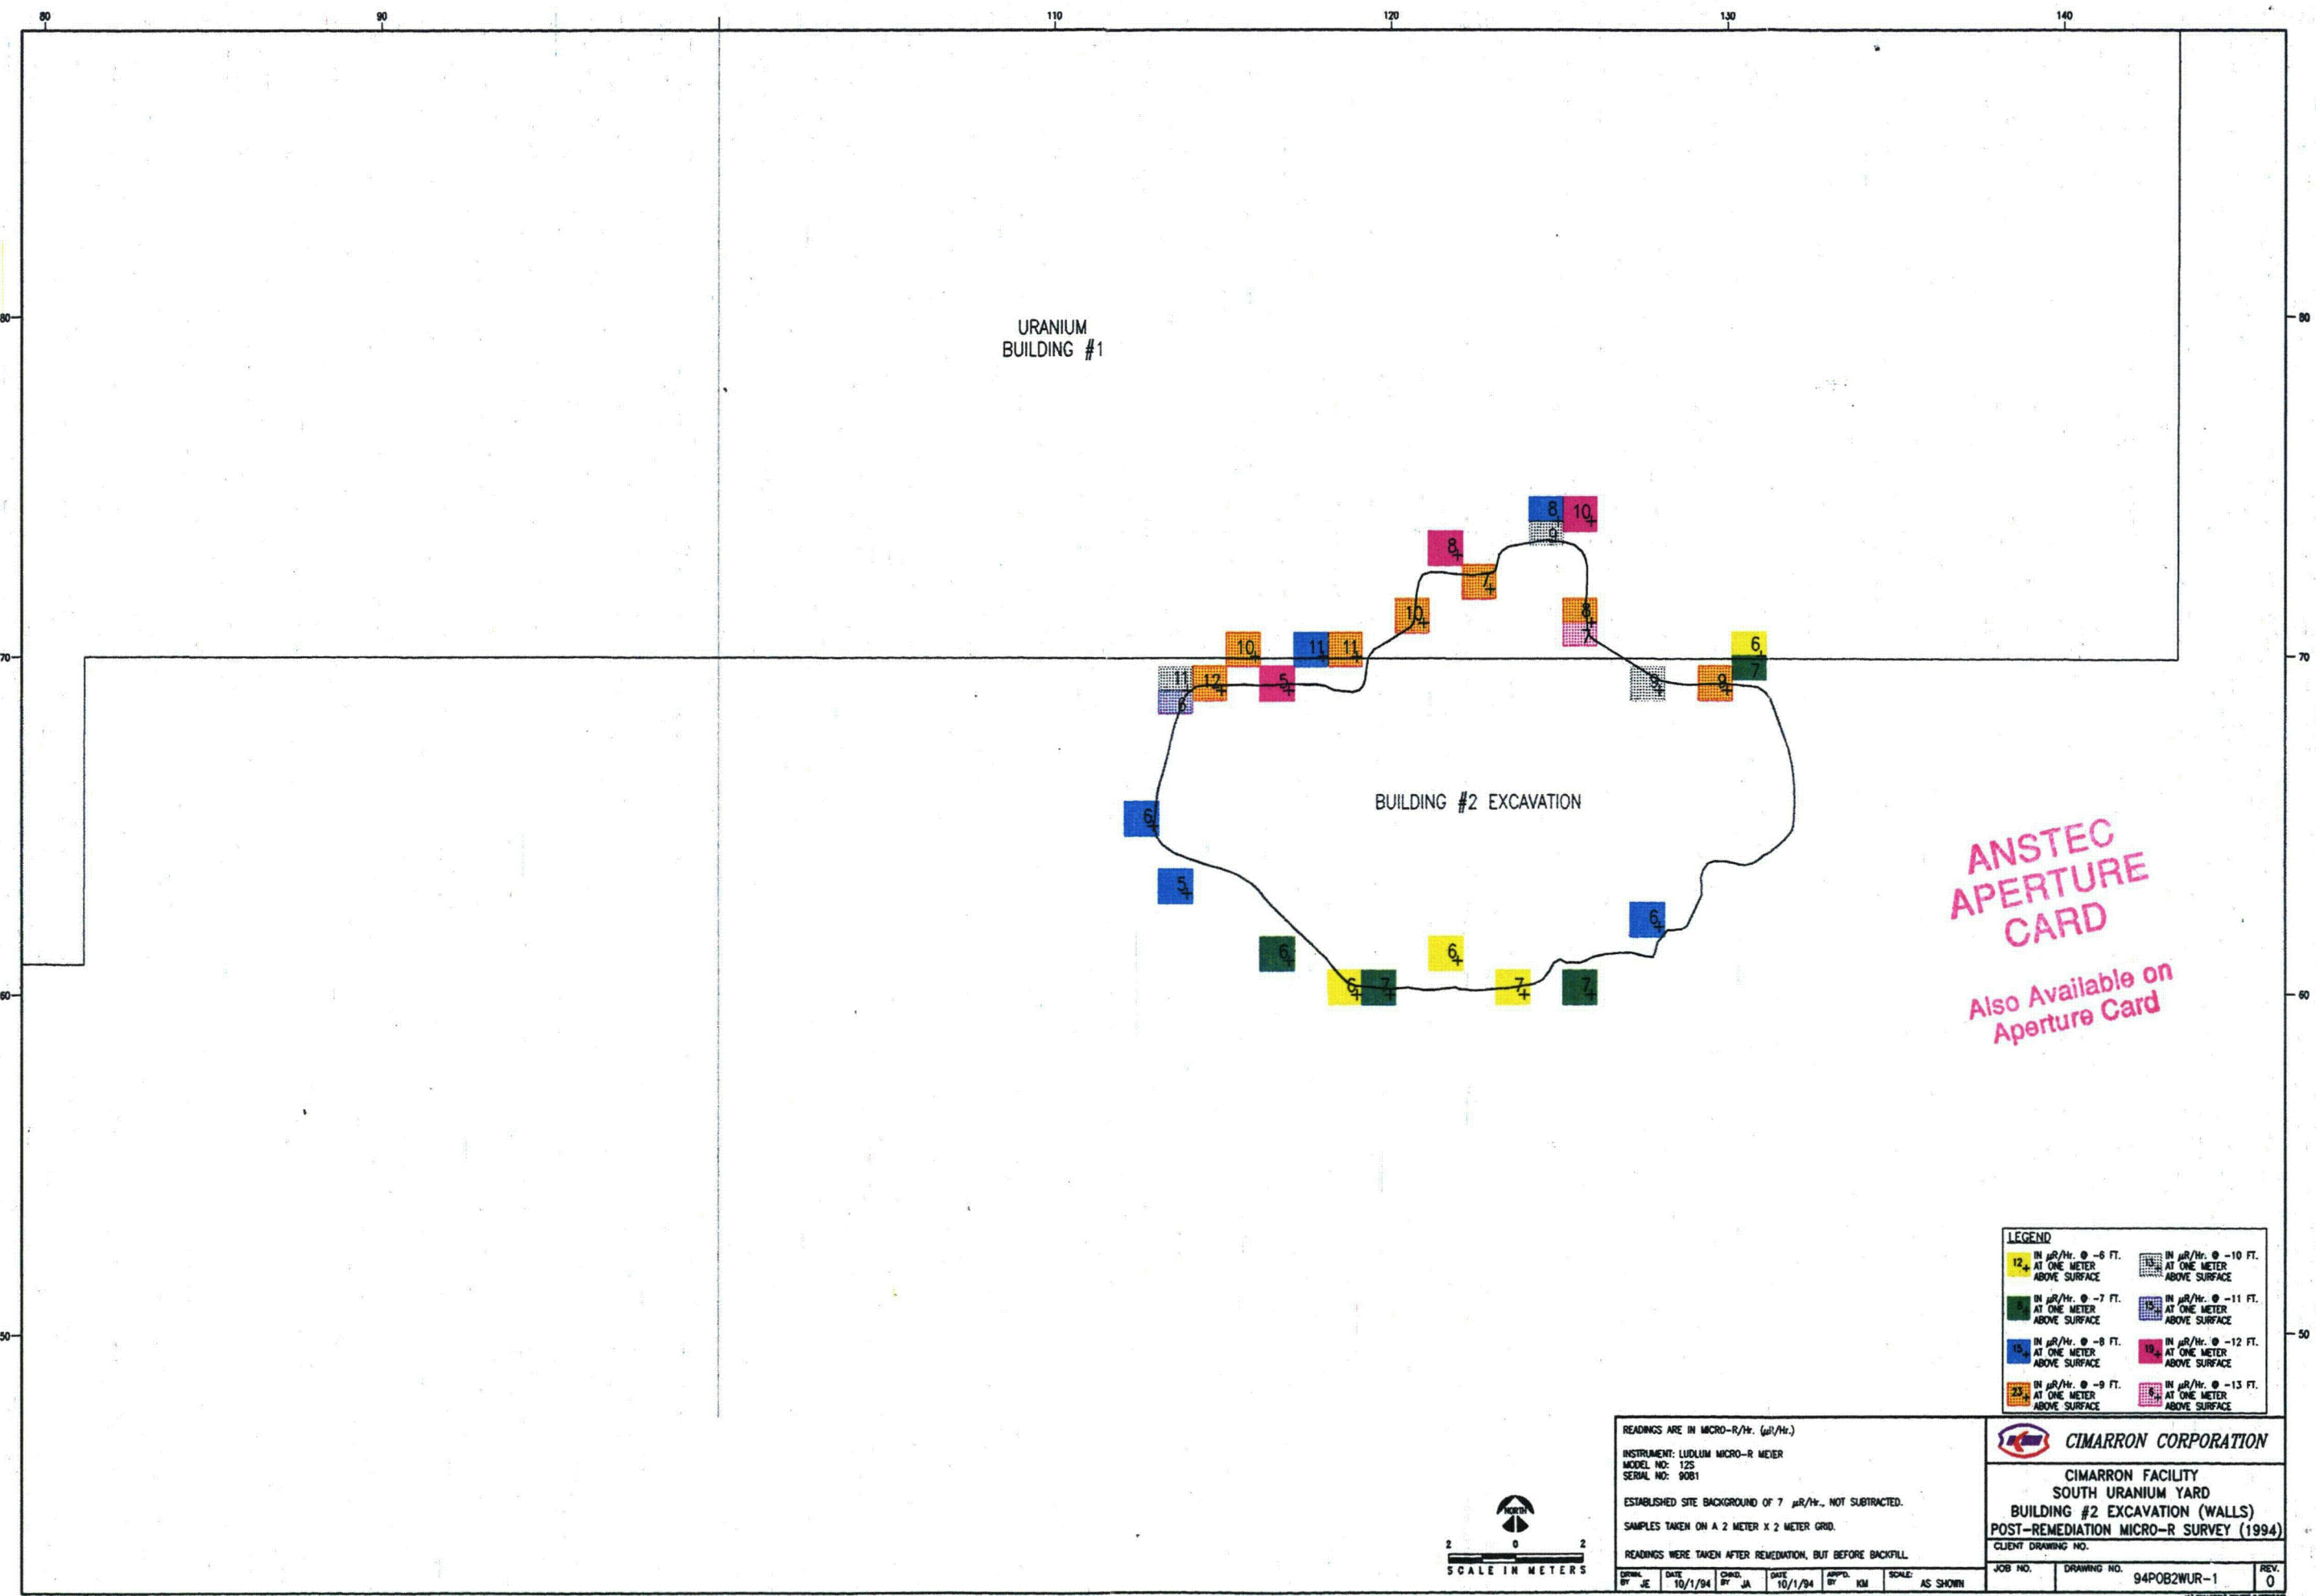 80 90 110 120 130 140
80 80
URANIUM
BUILDING #1
8 10
9
8
7
10 8
7
10 11 11 6
7
11 12 5 9 9
6
70 70
BUILDING #2 EXCAVATION
6
5
6
6 6
6 7 7 7
60 60
ANSTEC
APERTURE
CARD
Also Available on
Aperture Card
50 50
LEGEND
12 IN µR/Hr. @ -6 FT.
AT ONE METER
ABOVE SURFACE
IN µR/Hr. @ -7 FT.
AT ONE METER
ABOVE SURFACE
15 IN µR/Hr. @ -8 FT.
AT ONE METER
ABOVE SURFACE
23 IN µR/Hr. @ -9 FT.
AT ONE METER
ABOVE SURFACE
13 IN µR/Hr. @ -10 FT.
AT ONE METER
ABOVE SURFACE
15 IN µR/Hr. @ -11 FT.
AT ONE METER
ABOVE SURFACE
19 IN µR/Hr. @ -12 FT.
AT ONE METER
ABOVE SURFACE
6 IN µR/Hr. @ -13 FT.
AT ONE METER
ABOVE SURFACE
NORTH
2 0 2
SCALE IN METERS
READINGS ARE IN MICRO-R/Hr. (µR/Hr.)
INSTRUMENT: LUDLUM MICRO-R METER
MODEL NO: 12S
SERIAL NO: 9081
ESTABLISHED SITE BACKGROUND OF 7 µR/Hr., NOT SUBTRACTED.
SAMPLES TAKEN ON A 2 METER X 2 METER GRID.
READINGS WERE TAKEN AFTER REMEDIATION, BUT BEFORE BACKFILL
DRWN. BY JE DATE 10/1/94 CHKD. BY JA DATE 10/1/94 APP'D. BY KM SCALE: AS SHOWN
CIMARRON CORPORATION
CIMARRON FACILITY
SOUTH URANIUM YARD
BUILDING #2 EXCAVATION (WALLS)
POST-REMEDIATION MICRO-R SURVEY (1994)
CLIENT DRAWING NO.
JOB NO. DRAWING NO. 94POB2WUR-1 REV. 0